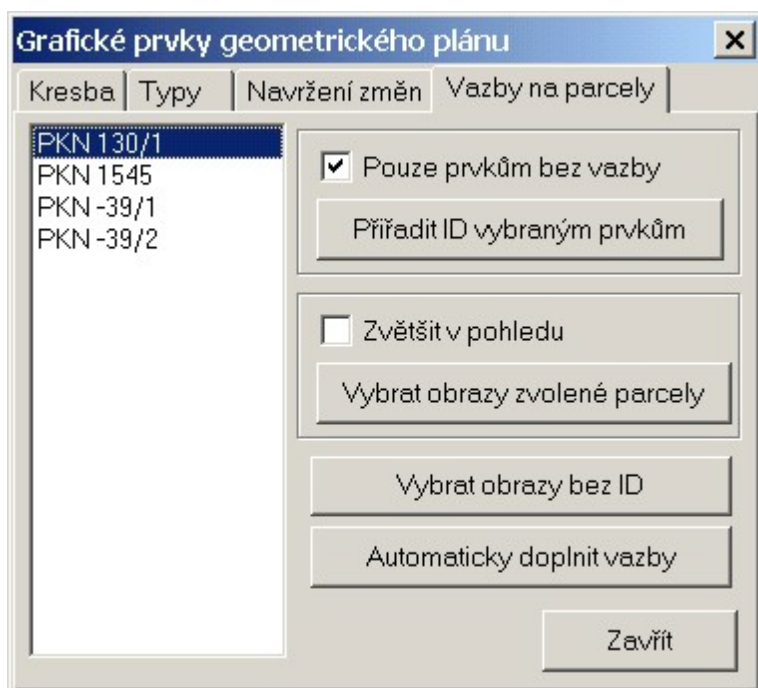 Grafické prvky geometrického plánu
Kresba Typy Navržení změn Vazby na parcely
PKN 130/1
PKN 1545
PKN -39/1
PKN -39/2
Pouze prvkům bez vazby
Přiřadit ID vybraným prvkům
Zvětšit v pohledu
Vybrat obrazy zvolené parcely
Vybrat obrazy bez ID
Automaticky doplnit vazby
Zavřít